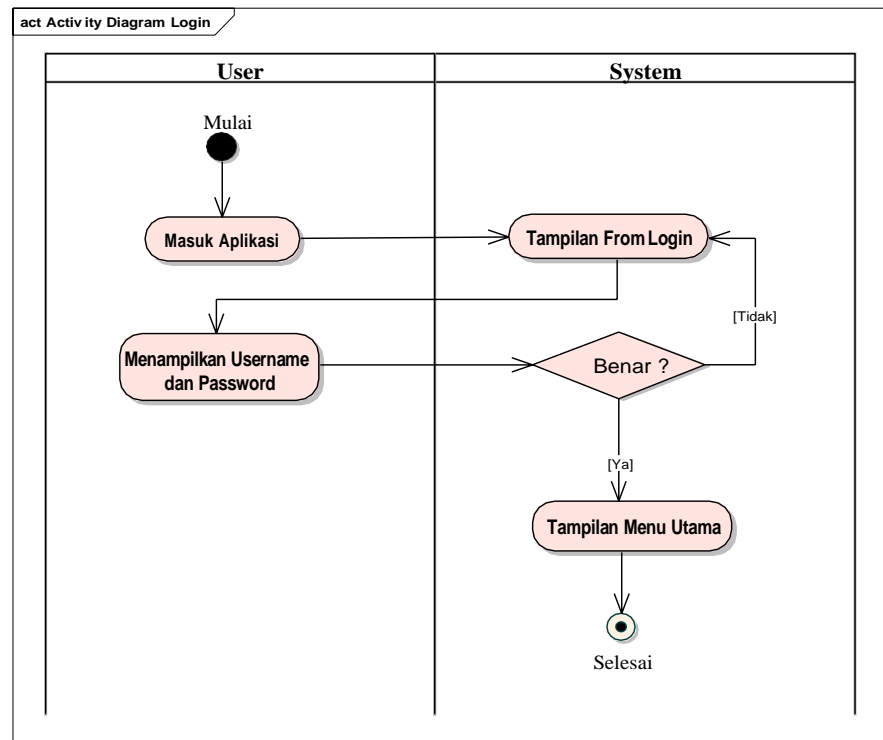 act Activity Diagram Login
User
System
Mulai
Masuk Aplikasi
Tampilan From Login
[Tidak]
Menampilkan Username
dan Password
Benar ?
[Ya]
Tampilan Menu Utama
Selesai